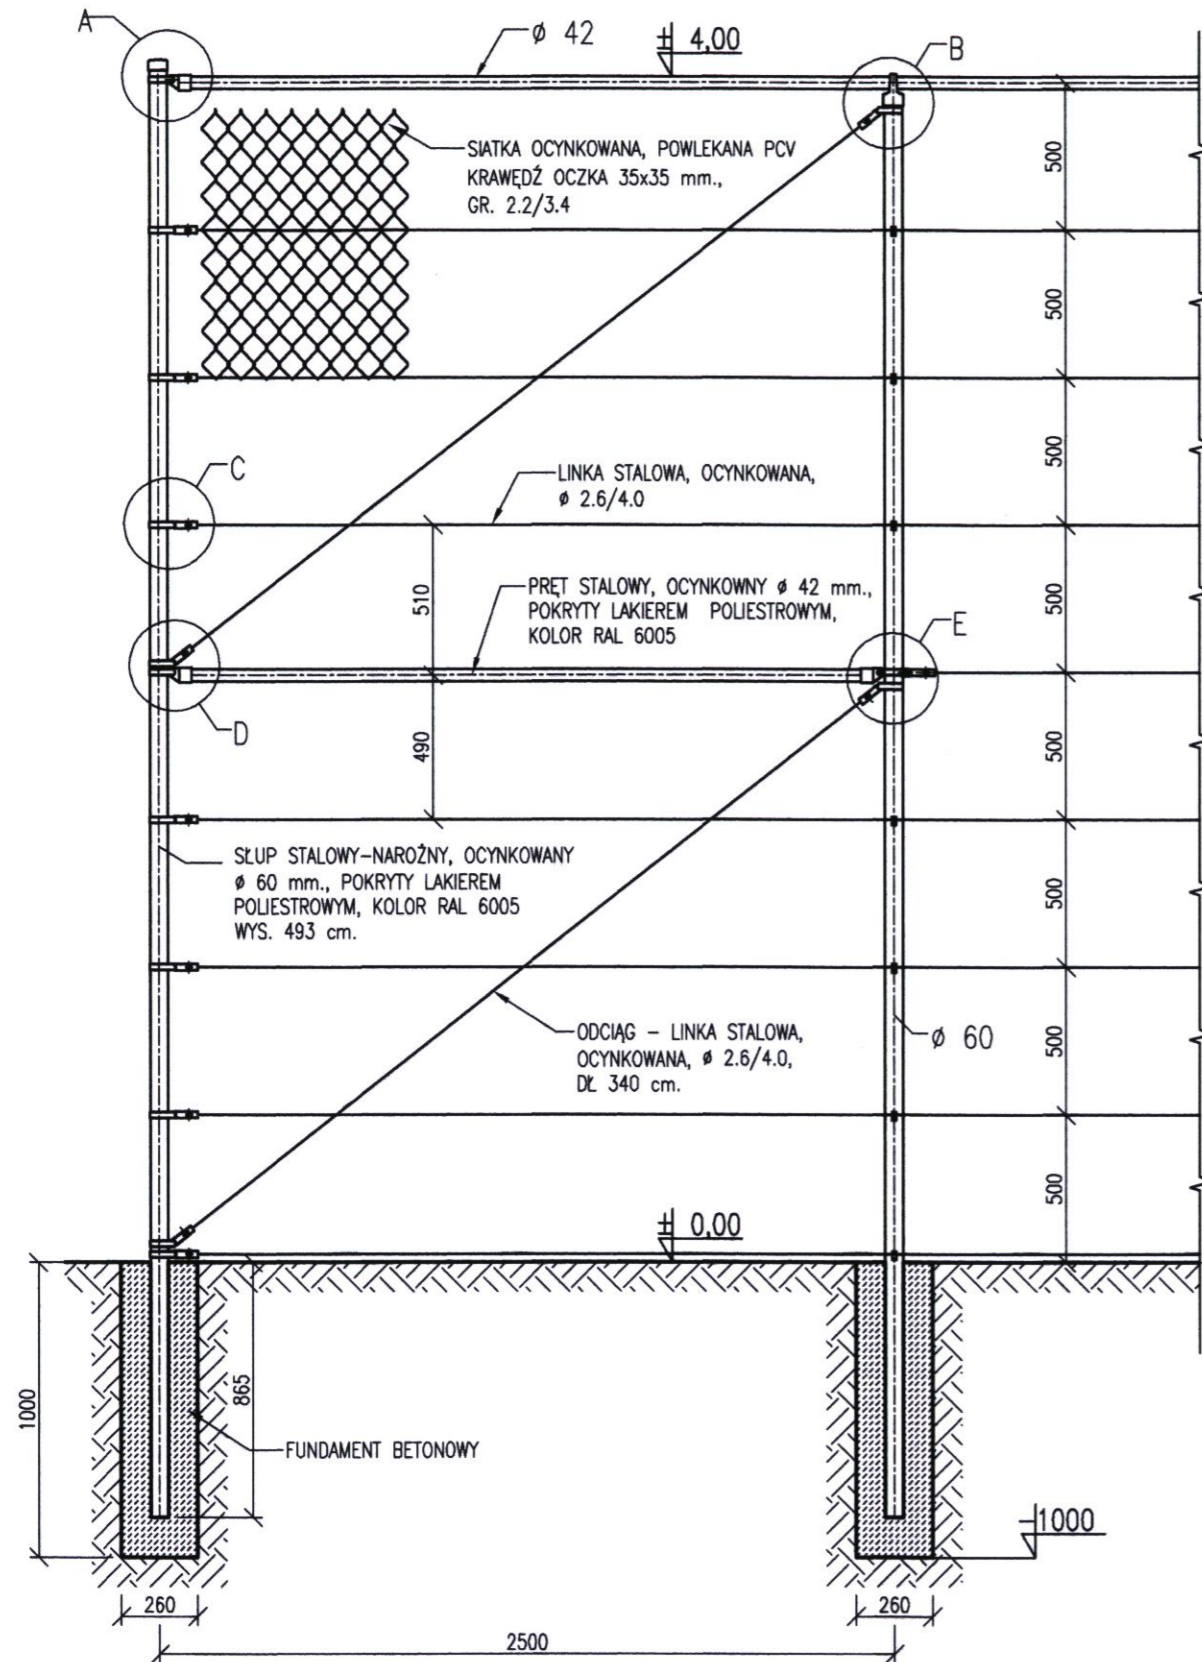 A
ø 42
± 4,00
B
SIATKA OCYNKOWANA, POWLEKANA PCV
KRAWĘDŹ OCZKA 35x35 mm.,
GR. 2.2/3.4
500
500
C
LINKA STALOWA, OCYNKOWANA,
ø 2.6/4.0
500
510
PRĘT STALOWY, OCYNKOWNY ø 42 mm.,
POKRYTY LAKIEREM POLIESTROWYM,
KOLOR RAL 6005
500
E
D
490
500
SŁUP STALOWY-NAROŻNY, OCYNKOWANY
ø 60 mm., POKRYTY LAKIEREM
POLIESTROWYM, KOLOR RAL 6005
WYS. 493 cm.
500
ODCIĄG – LINKA STALOWA,
OCYNKOWANA, ø 2.6/4.0,
DŁ 340 cm.
ø 60
500
500
± 0,00
1000
865
FUNDAMENT BETONOWY
±1000
260
260
2500